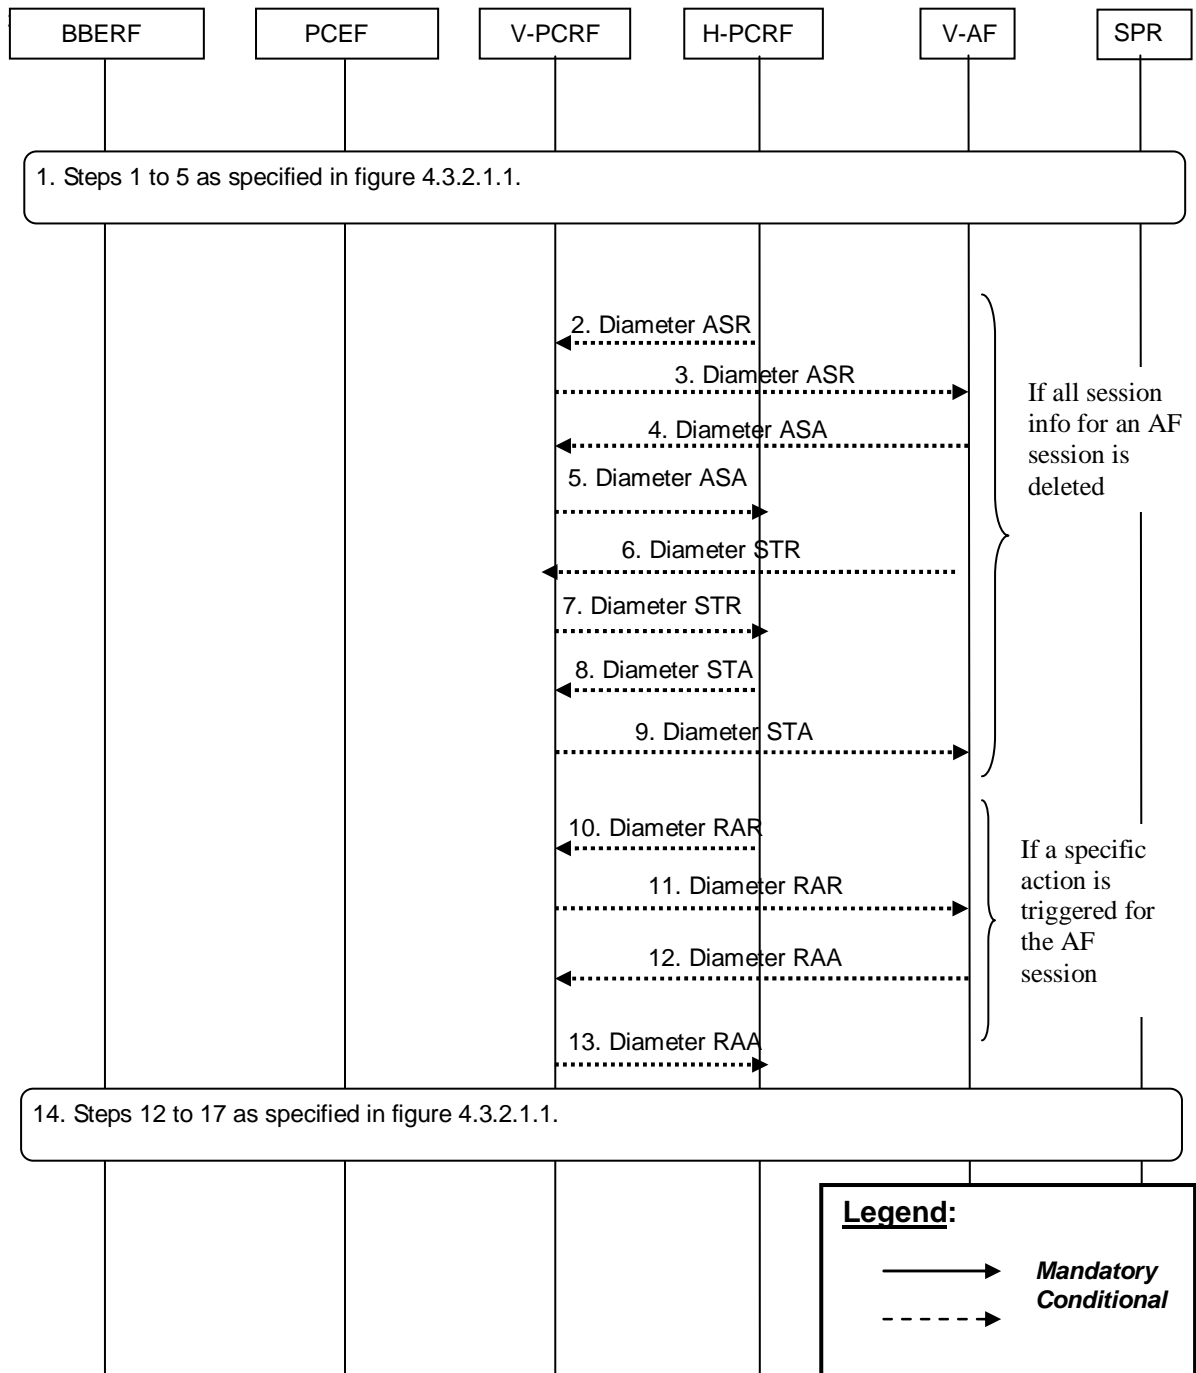 BBERF
PCEF
V-PCRF
H-PCRF
V-AF
SPR
1. Steps 1 to 5 as specified in figure 4.3.2.1.1.
2. Diameter ASR
3. Diameter ASR
4. Diameter ASA
5. Diameter ASA
6. Diameter STR
7. Diameter STR
8. Diameter STA
9. Diameter STA
If all session
info for an AF
session is
deleted
10. Diameter RAR
11. Diameter RAR
12. Diameter RAA
13. Diameter RAA
If a specific
action is
triggered for
the AF
session
14. Steps 12 to 17 as specified in figure 4.3.2.1.1.
Legend:
Mandatory
Conditional